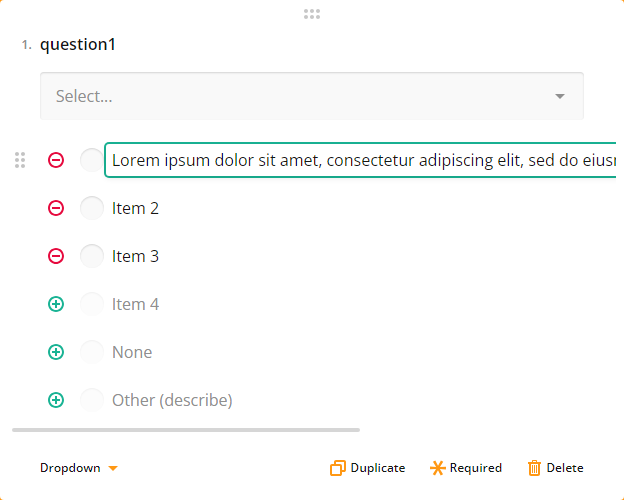 1. question1
Select...
Lorem ipsum dolor sit amet, consectetur adipiscing elit, sed do
Item 2
Item 3
Item 4
None
Other (describe)
Dropdown Duplicate Required Delete